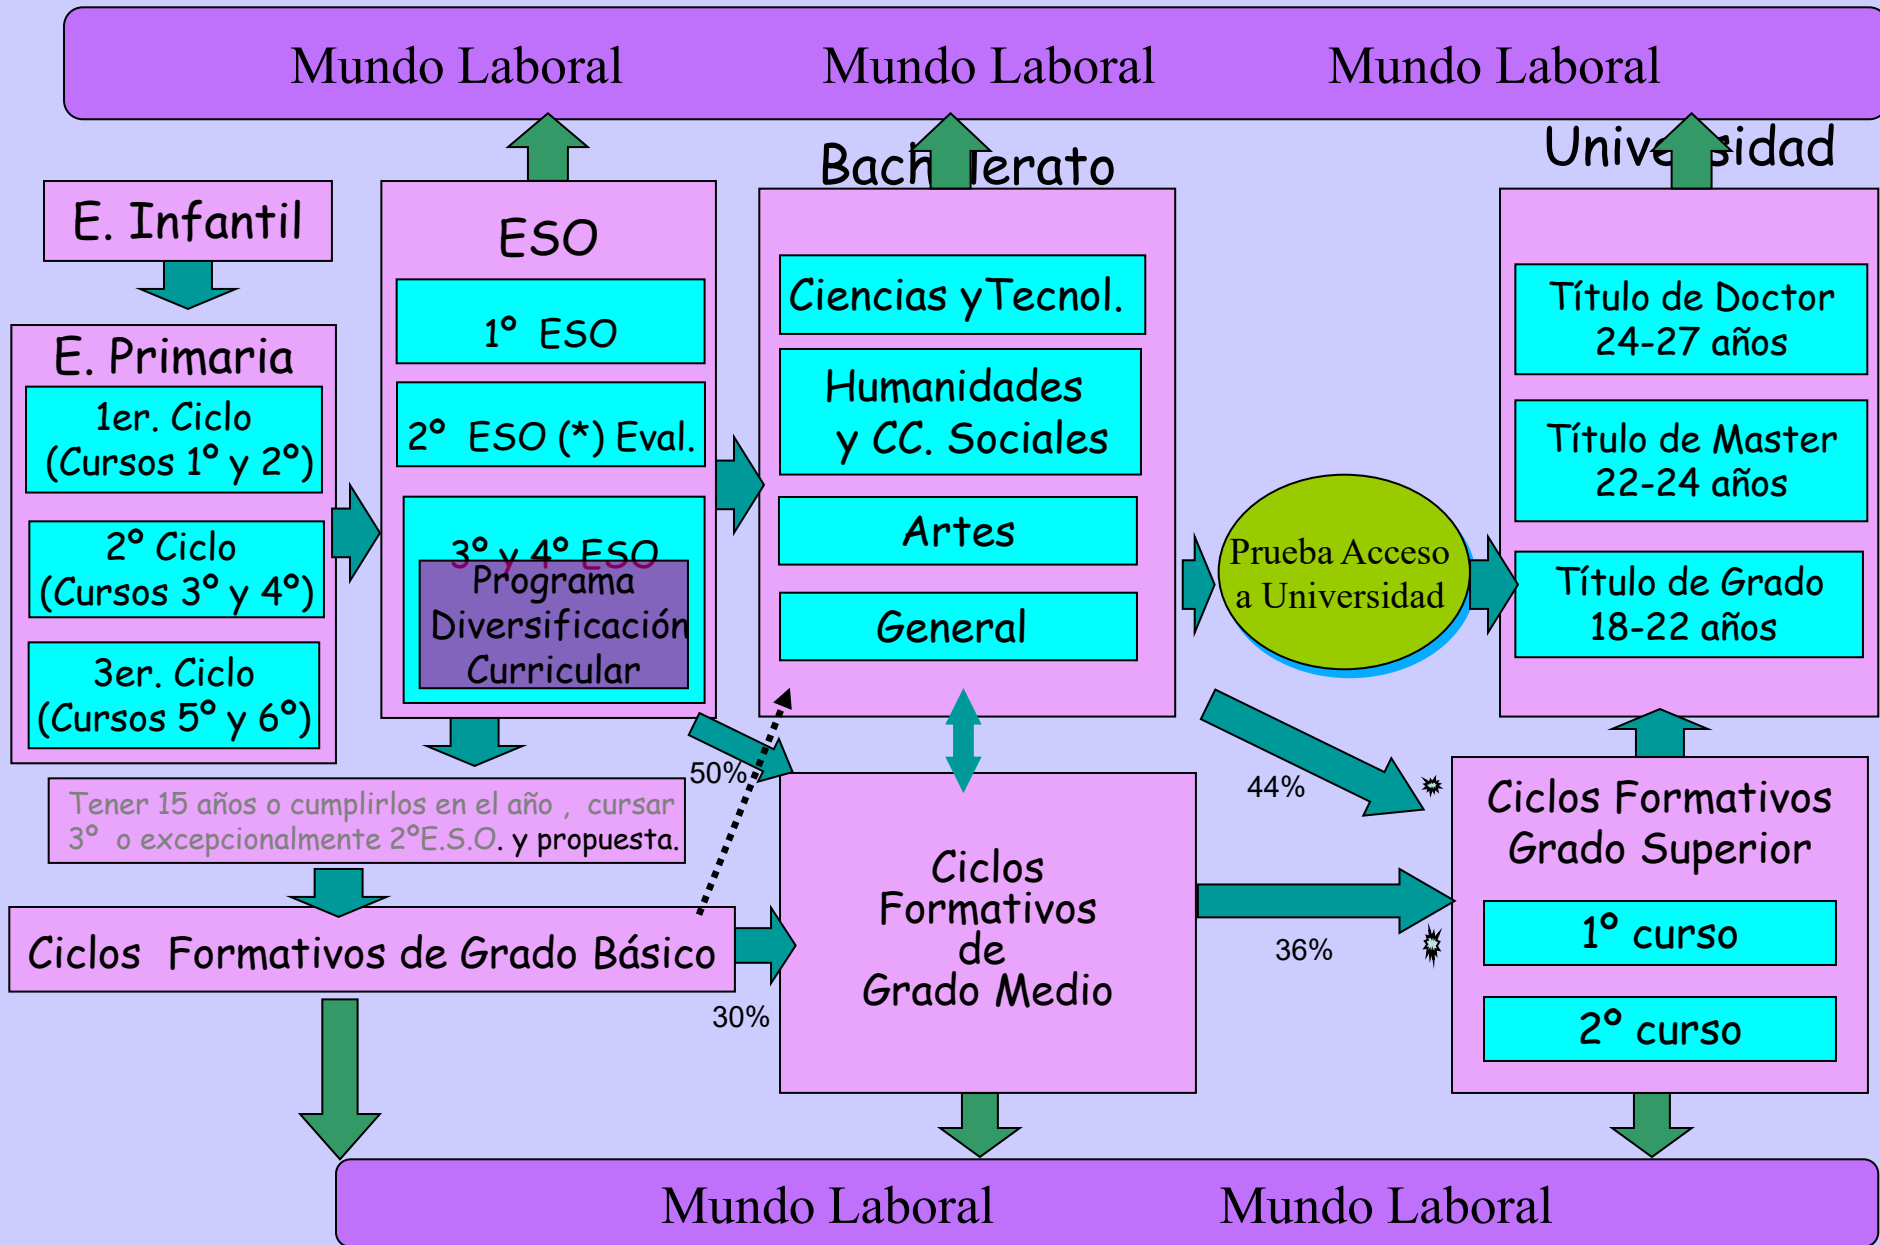 Mundo Laboral
Mundo Laboral
Mundo Laboral
E. Infantil
E. Primaria
1er. Ciclo
(Cursos 1º y 2º)
2º Ciclo
(Cursos 3º y 4º)
3er. Ciclo
(Cursos 5º y 6º)
ESO
1º ESO
2º ESO (*) Eval.
3º y 4º ESO
Programa
Diversificación
Curricular
Bachillerato
Ciencias yTecnol.
Humanidades
y CC. Sociales
Artes
General
Prueba Acceso
a Universidad
Universidad
Título de Doctor
24-27 años
Título de Master
22-24 años
Título de Grado
18-22 años
Tener 15 años o cumplirlos en el año , cursar
3º o excepcionalmente 2ºE.S.O. y propuesta.
Ciclos Formativos de Grado Básico
50%
30%
Ciclos
Formativos
de
Grado Medio
44%
36%
Ciclos Formativos
Grado Superior
1º curso
2º curso
Mundo Laboral
Mundo Laboral